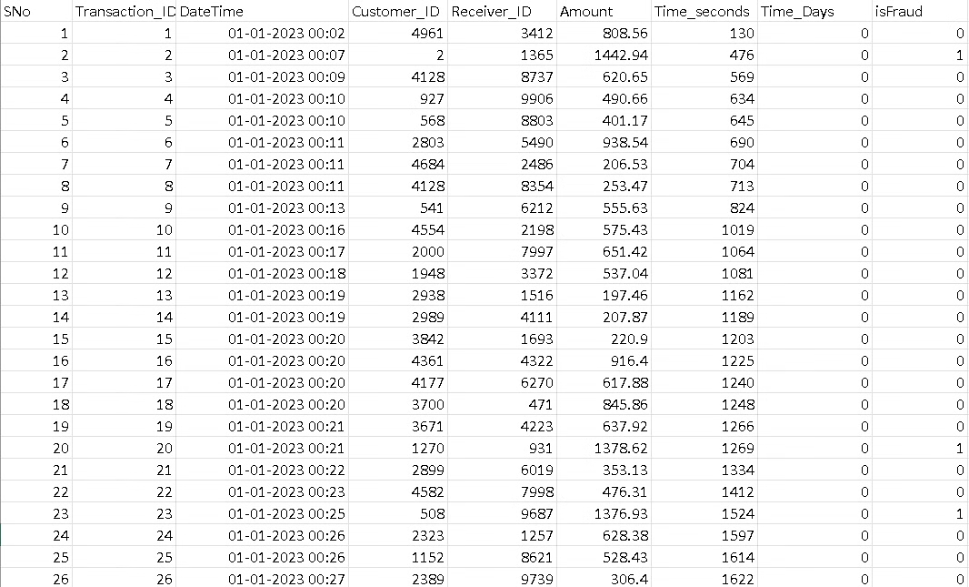 SNo Transaction_ID DateTime Customer_ID Receiver_ID Amount Time_seconds Time_Days isFraud
1 1 01-01-2023 00:02 4961 3412 808.56 130 0 0
2 2 01-01-2023 00:07 2 1365 1442.94 476 0 1
3 3 01-01-2023 00:09 4128 8737 620.65 569 0 0
4 4 01-01-2023 00:10 927 9906 490.66 634 0 0
5 5 01-01-2023 00:10 568 8803 401.17 645 0 0
6 6 01-01-2023 00:11 2803 5490 938.54 690 0 0
7 7 01-01-2023 00:11 4684 2486 206.53 704 0 0
8 8 01-01-2023 00:11 4128 8354 253.47 713 0 0
9 9 01-01-2023 00:13 541 6212 555.63 824 0 0
10 10 01-01-2023 00:16 4554 2198 575.43 1019 0 0
11 11 01-01-2023 00:17 2000 7997 651.42 1064 0 0
12 12 01-01-2023 00:18 1948 3372 537.04 1081 0 0
13 13 01-01-2023 00:19 2938 1516 197.46 1162 0 0
14 14 01-01-2023 00:19 2989 4111 207.87 1189 0 0
15 15 01-01-2023 00:20 3842 1693 220.9 1203 0 0
16 16 01-01-2023 00:20 4361 4322 916.4 1225 0 0
17 17 01-01-2023 00:20 4177 6270 617.88 1240 0 0
18 18 01-01-2023 00:20 3700 471 845.86 1248 0 0
19 19 01-01-2023 00:21 3671 4223 637.92 1266 0 0
20 20 01-01-2023 00:21 1270 931 1378.62 1269 0 1
21 21 01-01-2023 00:22 2899 6019 353.13 1334 0 0
22 22 01-01-2023 00:23 4582 7998 476.31 1412 0 0
23 23 01-01-2023 00:25 508 9687 1376.93 1524 0 1
24 24 01-01-2023 00:26 2323 1257 628.38 1597 0 0
25 25 01-01-2023 00:26 1152 8621 528.43 1614 0 0
26 26 01-01-2023 00:27 2389 9739 306.4 1622 0 0